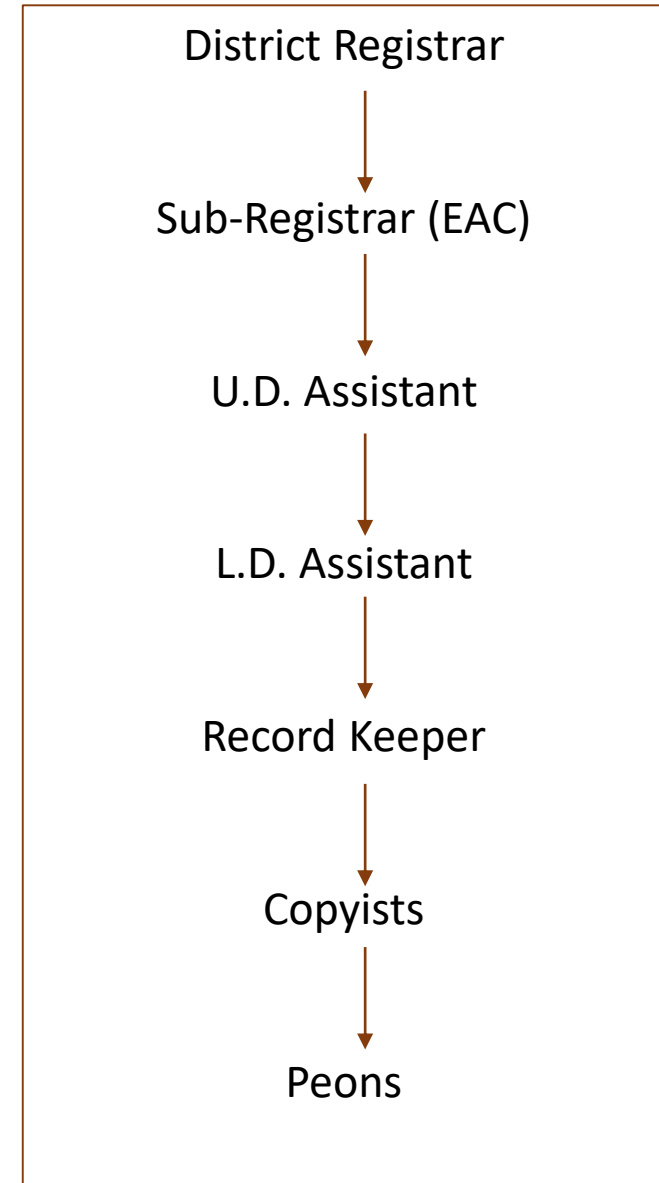 District Registrar
Sub-Registrar (EAC)
U.D. Assistant
L.D. Assistant
Record Keeper
Copyists
Peons